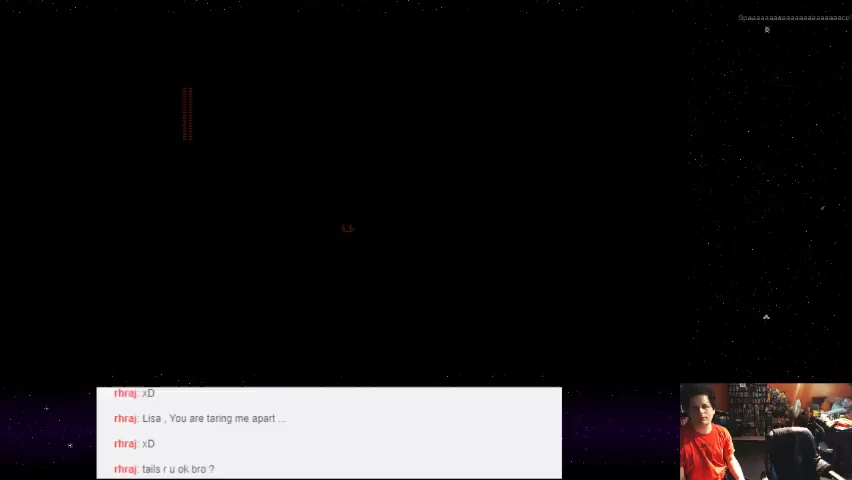 rhraj: xD
rhraj: Lisa , You are taring me apart ...
rhraj: xD
rhraj: tails r u ok bro ?